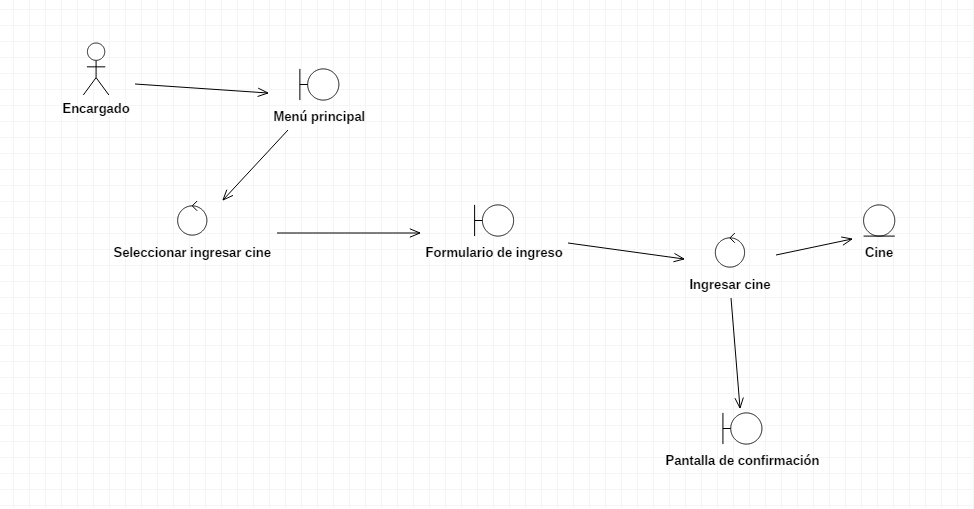 Encargado
Menú principal
Seleccionar ingresar cine
Formulario de ingreso
Ingresar cine
Cine
Pantalla de confirmación